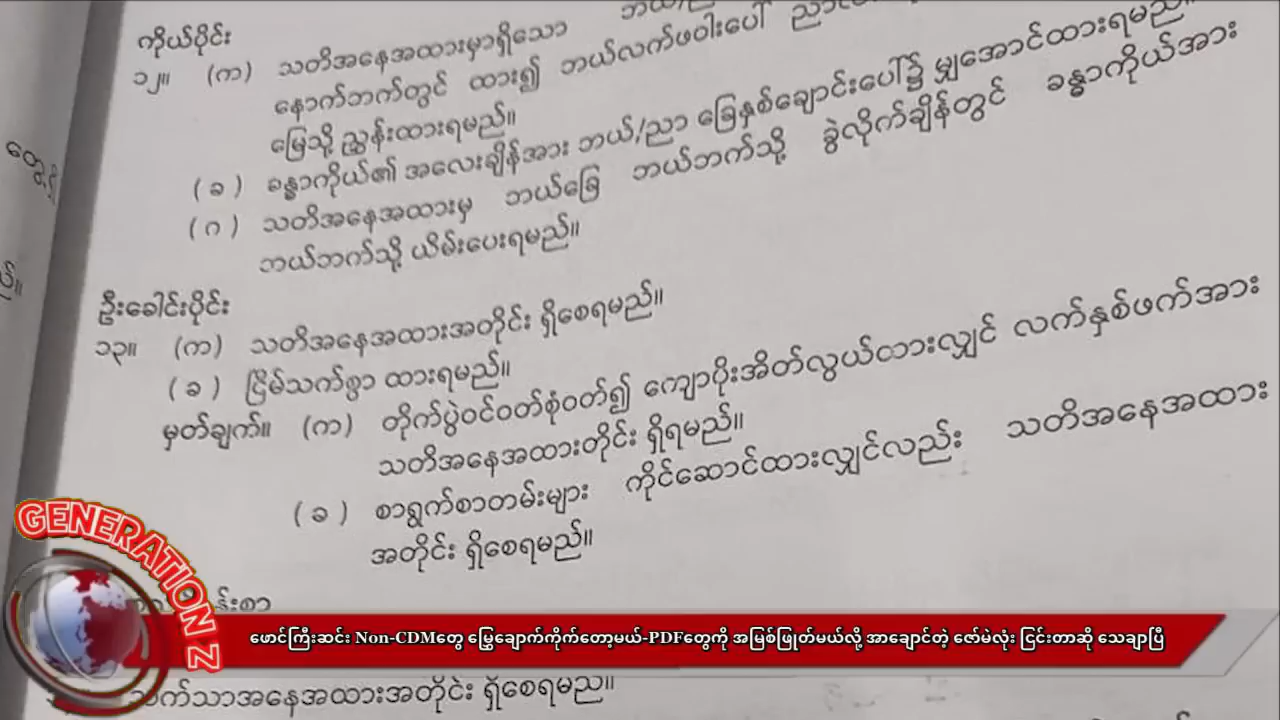 ကိုယ်ပိုင်း
၁၂။ (က) သတိအနေအထားမှာရှိသော
နောက်ဘက်တွင် ထား၍ ဘယ်လက်ဖဝါးပေါ်
မြေသို့ ညွှန်းထားရမည်။
( ခ ) ခန္ဓာကိုယ်၏ အလေးချိန်အား ဘယ်/ညာ ခြေနှစ်ချောင်းပေါ်၌ မျှအောင်ထားရမည်။
( ဂ ) သတိအနေအထားမှ ဘယ်ခြေ ဘယ်ဘက်သို့ ခွဲလိုက်ချိန်တွင် ခန္ဓာကိုယ်အား
ဘယ်ဘက်သို့ ယိမ်းပေးရမည်။
ဦးခေါင်းပိုင်း
၁၃။ (က) သတိအနေအထားအတိုင်း ရှိစေရမည်။
( ခ ) ငြိမ်သက်စွာ ထားရမည်။
မှတ်ချက်။ (က) တိုက်ပွဲဝင်ဝတ်စုံဝတ်၍ ကျောပိုးအိတ်လွယ်ထားလျှင် လက်နှစ်ဖက်အား
သတိအနေအထားတိုင်း ရှိရမည်။
( ခ ) စာရွက်စာတမ်းများ ကိုင်ဆောင်ထားလျှင်လည်း သတိအနေအထား
အတိုင်း ရှိစေရမည်။
GENERATION Z
ဖောင်ကြီးဆင်း Non-CDMတွေ မြွေချောက်ကိုက်တော့မယ်-PDFတွေကို အမြစ်ဖြုတ်မယ်လို့ အာချောင်တဲ့ ဇော်မဲလုံး ငြင်းတာဆို သေချာပြီ
သက်သာအနေအထားအတိုင်း ရှိစေရမည်။